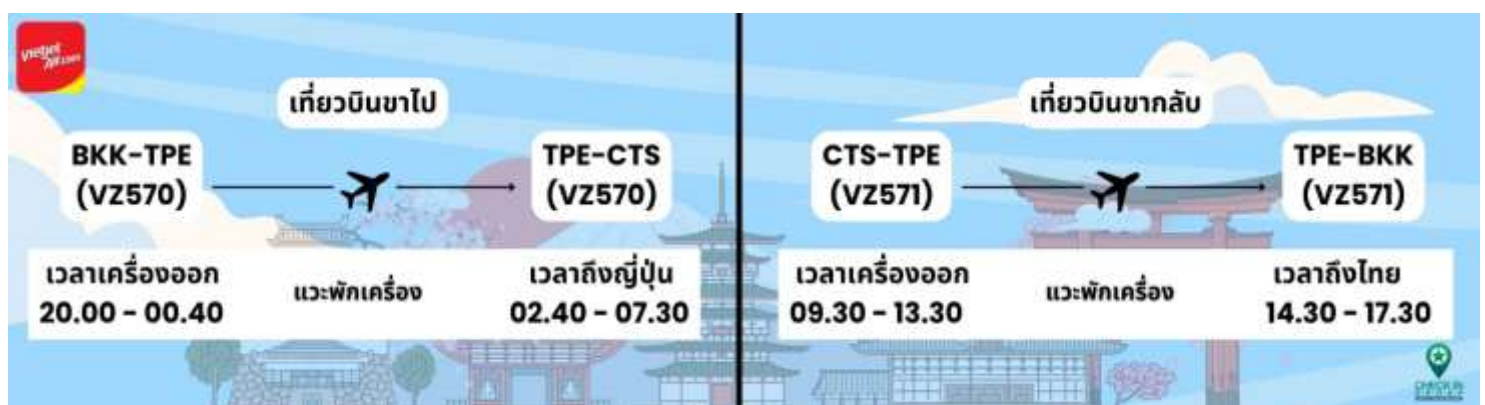 vietjet
Air.com
เที่ยวบินขาไป
BKK-TPE
(VZ570)
TPE-CTS
(VZ570)
เวลาเครื่องออก
20.00 - 00.40
แวะพักเครื่อง
เวลาถึงญี่ปุ่น
02.40 - 07.30
เที่ยวบินขากลับ
CTS-TPE
(VZ571)
TPE-BKK
(VZ571)
เวลาเครื่องออก
09.30 - 13.30
แวะพักเครื่อง
เวลาถึงไทย
14.30 - 17.30
CHECK IN